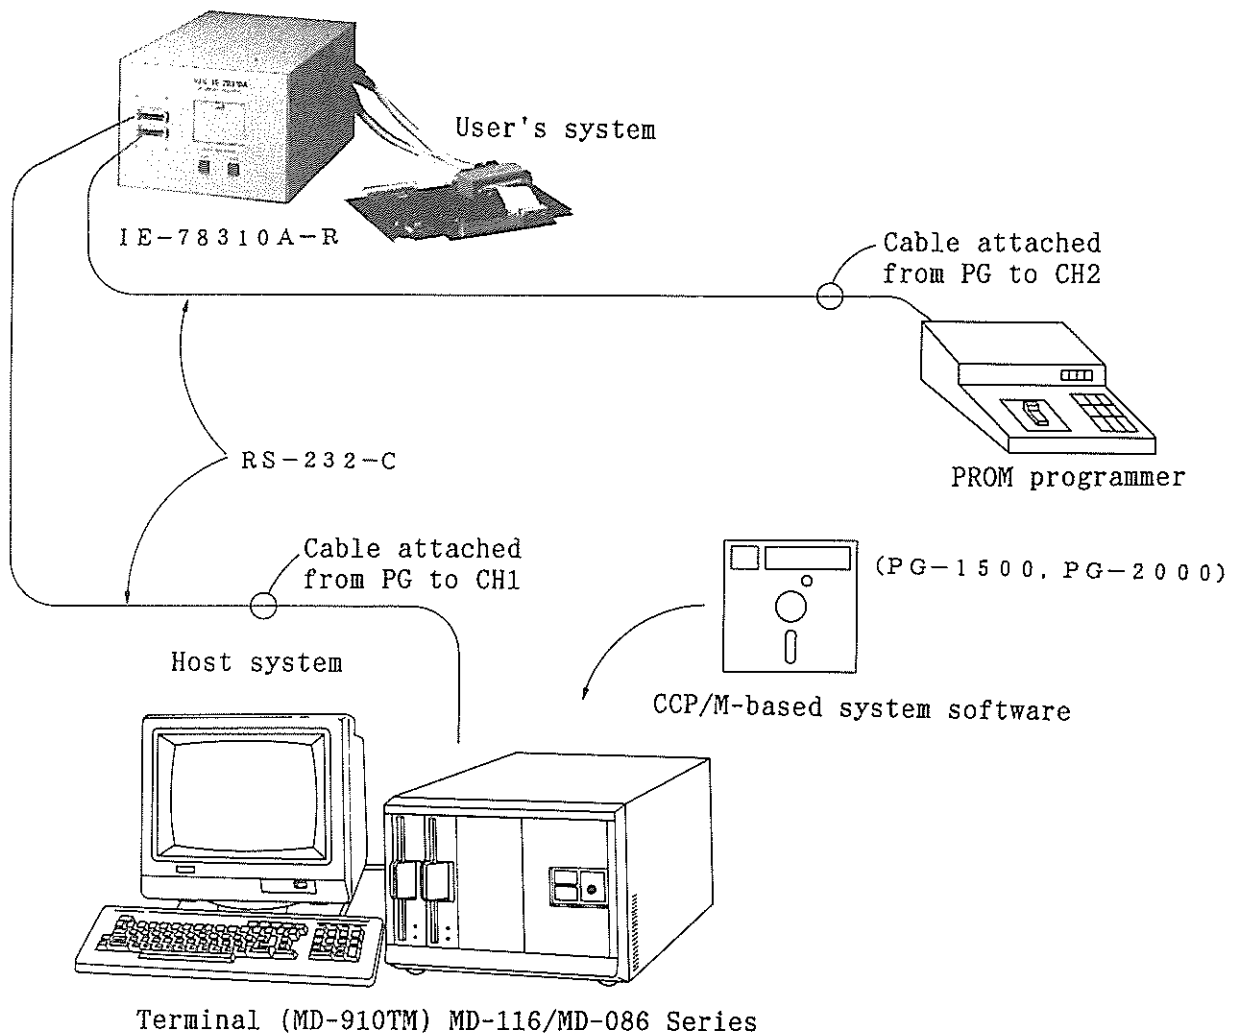 User's system
IE-78310A-R
Cable attached
from PG to CH2
RS-232-C
PROM programmer
Cable attached
from PG to CH1
(PG-1500, PG-2000)
Host system
CCP/M-based system software
Terminal (MD-910TM) MD-116/MD-086 Series